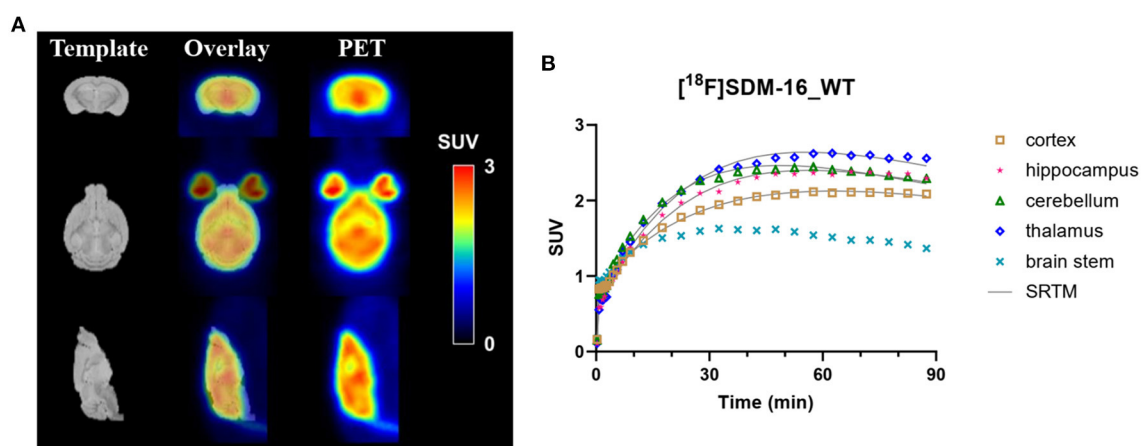 A
Template Overlay PET
SUV
3
0
B
[¹⁸F]SDM-16_WT
3
2
1
0
SUV
0 30 60 90
Time (min)
cortex
hippocampus
cerebellum
thalamus
brain stem
SRTM